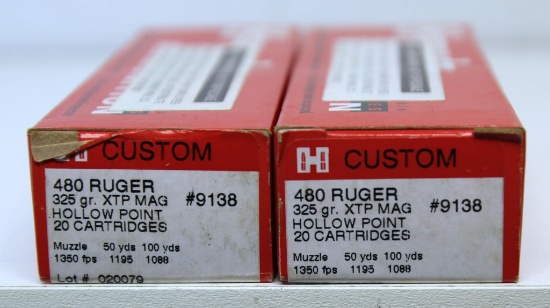 H CUSTOM
480 RUGER
325 gr. XTP MAG #9138
HOLLOW POINT
20 CARTRIDGES
Muzzle 50 yds 100 yds
1350 fps 1195 1088
Lot # 020079
H CUSTOM
480 RUGER
325 gr. XTP MAG #9138
HOLLOW POINT
20 CARTRIDGES
Muzzle 50 yds 100 yds
1350 fps 1195 1088